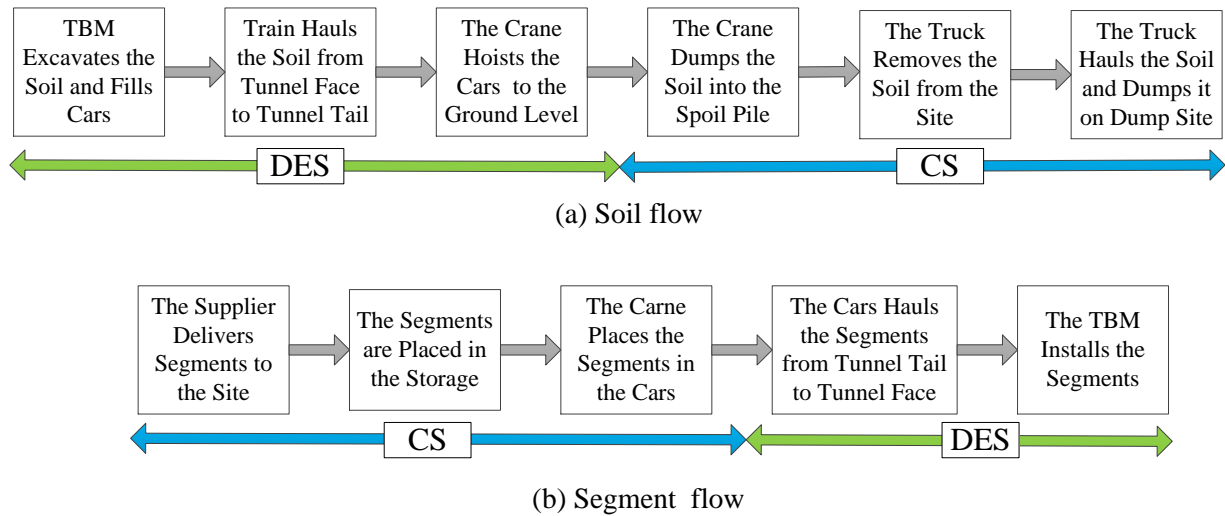 TBM
Excavates the
Soil and Fills
Cars
Train Hauls
the Soil from
Tunnel Face
to Tunnel Tail
The Crane
Hoists the
Cars to the
Ground Level
The Crane
Dumps the
Soil into the
Spoil Pile
The Truck
Removes the
Soil from the
Site
The Truck
Hauls the Soil
and Dumps it
on Dump Site
DES
CS
(a) Soil flow
The Supplier
Delivers
Segments to
the Site
The Segments
are Placed in
the Storage
The Carne
Places the
Segments in
the Cars
The Cars Hauls
the Segments
from Tunnel Tail
to Tunnel Face
The TBM
Installs the
Segments
CS
DES
(b) Segment flow